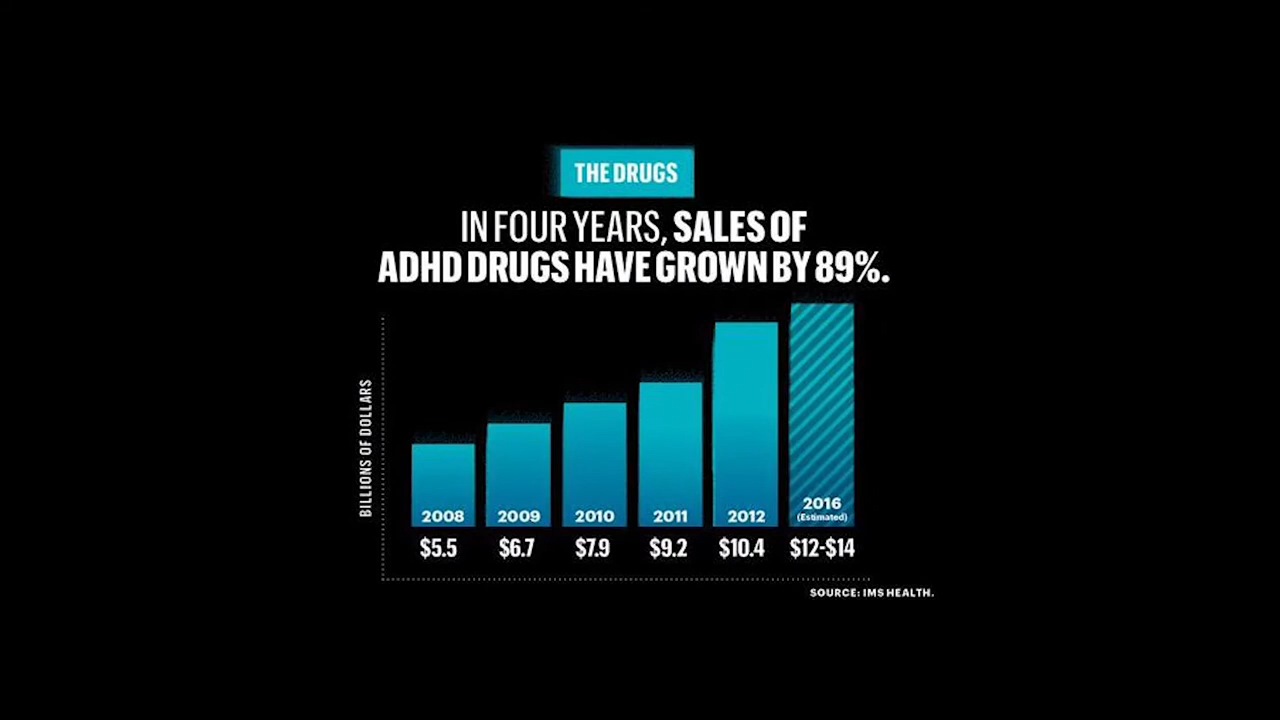 THE DRUGS
IN FOUR YEARS, SALES OF
ADHD DRUGS HAVE GROWN BY 89%.
BILLIONS OF DOLLARS
2008 2009 2010 2011 2012 2016
(Estimated)
$5.5 $6.7 $7.9 $9.2 $10.4 $12-$14
SOURCE: IMS HEALTH.